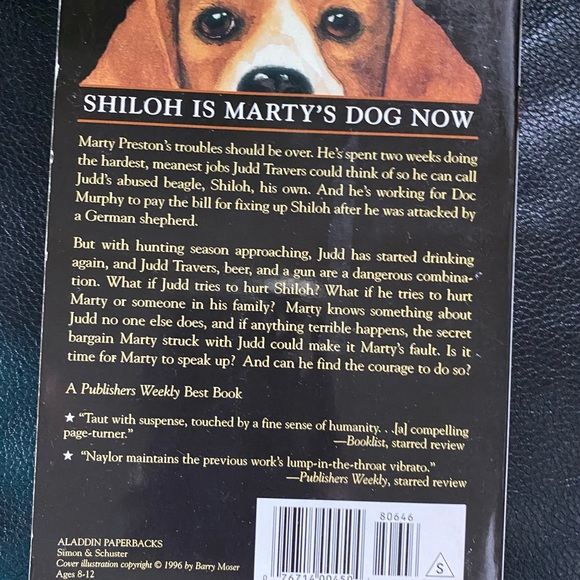 SHILOH IS MARTY'S DOG NOW
Marty Preston's troubles should be over. He's spent two weeks doing
the hardest, meanest jobs Judd Travers could think of so he can call
Judd's abused beagle, Shiloh, his own. And he's working for Doc
Murphy to pay the bill for fixing up Shiloh after he was attacked by
a German shepherd.
But with hunting season approaching, Judd has started drinking
again, and Judd Travers, beer, and a gun are a dangerous combina-
tion. What if Judd tries to hurt Shiloh? What if he tries to hurt
Marty or someone in his family? Marty knows something about
Judd no one else does, and if anything terrible happens, the secret
bargain Marty struck with Judd could make it Marty's fault. Is it
time for Marty to speak up? And can he find the courage to do so?
A Publishers Weekly Best Book
★ "Taut with suspense, touched by a fine sense of humor. . .[a] compelling
page-turner."
—Booklist, starred review
★ "Naylor maintains the previous work's lump-in-the-throat vibrato."
—Publishers Weekly, starred review
80646
ALADDIN PAPERBACKS
Simon & Schuster
Cover illustration copyright © 1996 by Barry Moser
Ages 8-12
S